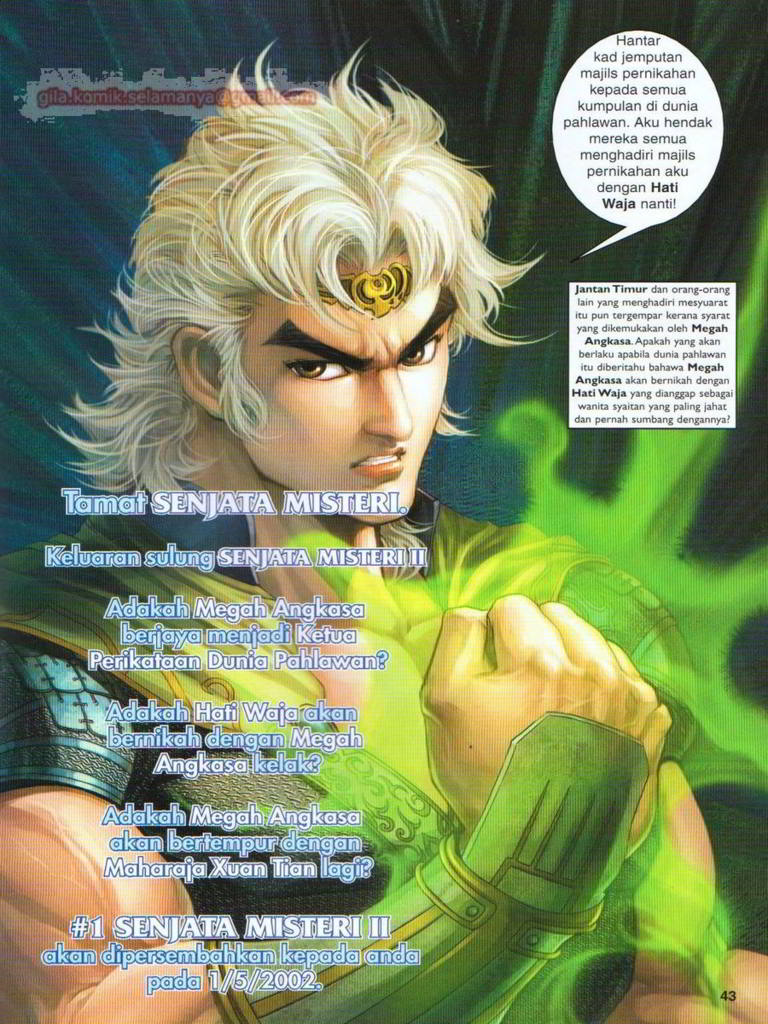 gila.komik.selamanya@gmail.com
Hantar
kad jemputan
majils pernikahan
kepada semua
kumpulan di dunia
pahlawan. Aku hendak
mereka semua
menghadiri majils
pernikahan aku
dengan Hati
Waja nanti!
Jantan Timur dan orang-orang
lain yang menghadiri mesyuarat
itu pun tergempar kerana syarat
yang dikemukakan oleh Megah
Angkasa. Apakah yang akan
berlaku apabila dunia pahlawan
itu diberitahu bahawa Megah
Angkasa akan bernikah dengan
Hati Waja yang dianggap sebagai
wanita syaitan yang paling jahat
dan pernah sumbang dengannya?
Tamat SENJATA MISTERI.
Keluaran sulung SENJATA MISTERI II
Adakah Megah Angkasa
berjaya menjadi Ketua
Perikataan Dunia Pahlawan?
Adakah Hati Waja akan
bernikah dengan Megah
Angkasa kelak?
Adakah Megah Angkasa
akan bertempur dengan
Maharaja Xuan Tian lagi?
#1 SENJATA MISTERI II
akan dipersembahkan kepada anda
pada 1/5/2002.
43